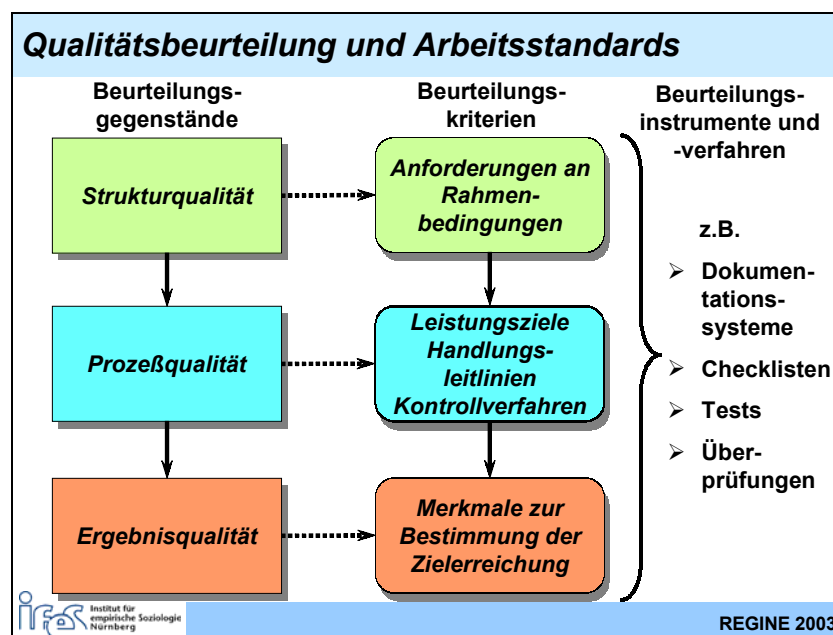 Qualitätsbeurteilung und Arbeitsstandards
Beurteilungs-
gegenstände
Strukturqualität
Prozeßqualität
Ergebnisqualität
Beurteilungs-
kriterien
Anforderungen an
Rahmen-
bedingungen
Leistungsziele
Handlungs-
leitlinien
Kontrollverfahren
Merkmale zur
Bestimmung der
Zielerreichung
Beurteilungs-
instrumente und
-verfahren
z.B.
➢ Dokumen-
tations-
systeme
➢ Checklisten
➢ Tests
➢ Über-
prüfungen
ifes
Institut für
empirische Soziologie
Nürnberg
REGINE 2003